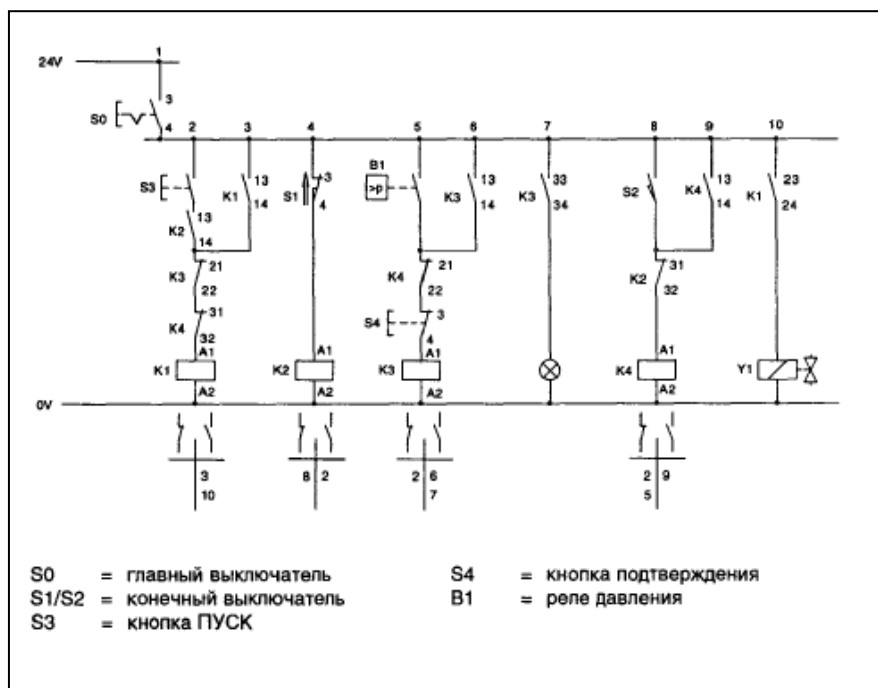 1
24V
3
S0
4
2 3 4 5 6 7 8 9 10
S3 K1 13 14 S1 3 4 B1 >p K3 13 14 K3 33 34 S2 K4 13 14 K1 23 24
K2 13 14
K3 21 22 K4 21 22 K2 31 32
K4 31 32 S4 3 4
A1 A1 A1 A1
K1 K2 K3 K4 Y1
A2 A2 A2 A2
0V
3 8 2 2 6 2 9
10 7 5
S0 = главный выключатель
S1/S2 = конечный выключатель
S3 = кнопка ПУСК
S4 = кнопка подтверждения
B1 = реле давления